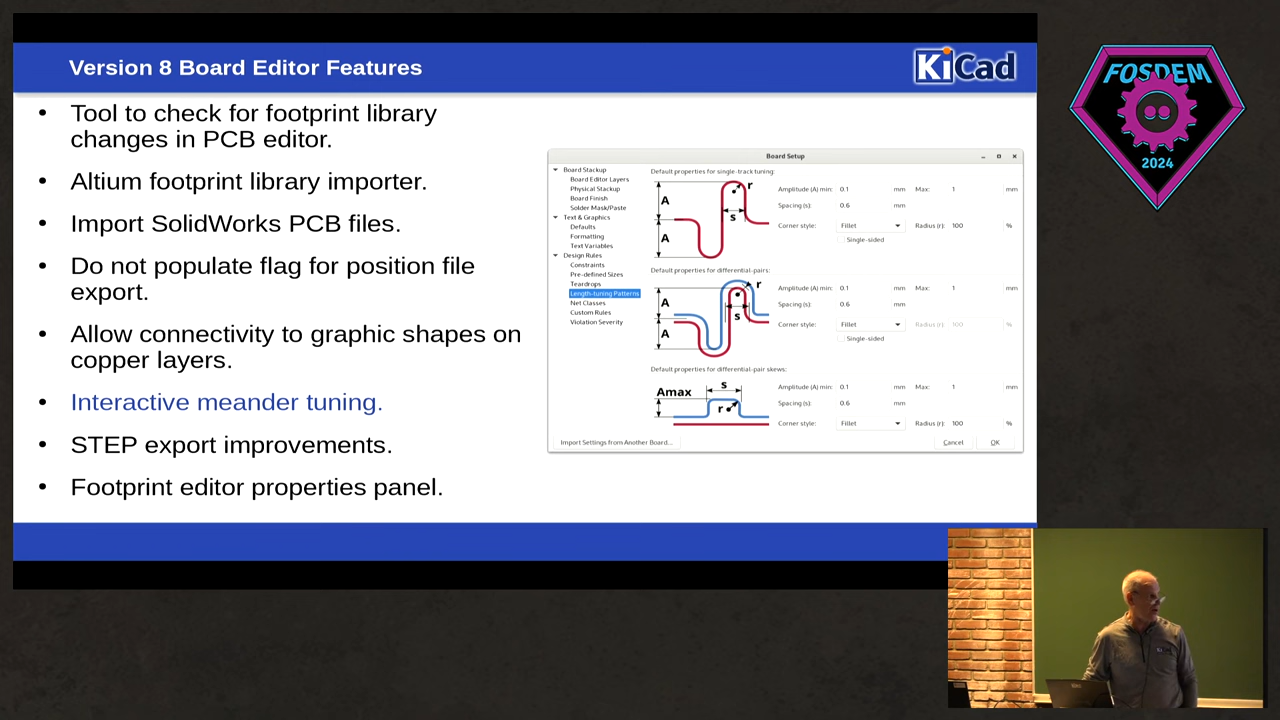 Version 8 Board Editor Features
KiCad
FOSDEM
2024
• Tool to check for footprint library
changes in PCB editor.
• Altium footprint library importer.
• Import SolidWorks PCB files.
• Do not populate flag for position file
export.
• Allow connectivity to graphic shapes on
copper layers.
• Interactive meander tuning.
• STEP export improvements.
• Footprint editor properties panel.
Board Setup
Board Stackup
Board Editor Layers
Physical Stackup
Board Finish
Solder Mask/Paste
Text & Graphics
Defaults
Formatting
Text Variables
Design Rules
Constraints
Pre-defined Sizes
Teardrops
Length-tuning Patterns
Net Classes
Custom Rules
Violation Severity
Default properties for single-track tuning:
A
A
s
r
Amplitude (A) min: 0.1 mm Max: 1 mm
Spacing (s): 0.6 mm
Corner style: Fillet Radius (r): 100 %
Single-sided
Default properties for differential-pairs:
A
A
s
r
Amplitude (A) min: 0.1 mm Max: 1 mm
Spacing (s): 0.6 mm
Corner style: Fillet Radius (r): 100 %
Single-sided
Default properties for differential-pair skews:
Amax
s
r
Amplitude (A) min: 0.1 mm Max: 1 mm
Spacing (s): 0.6 mm
Corner style: Fillet Radius (r): 100 %
Import Settings from Another Board...
Cancel
OK